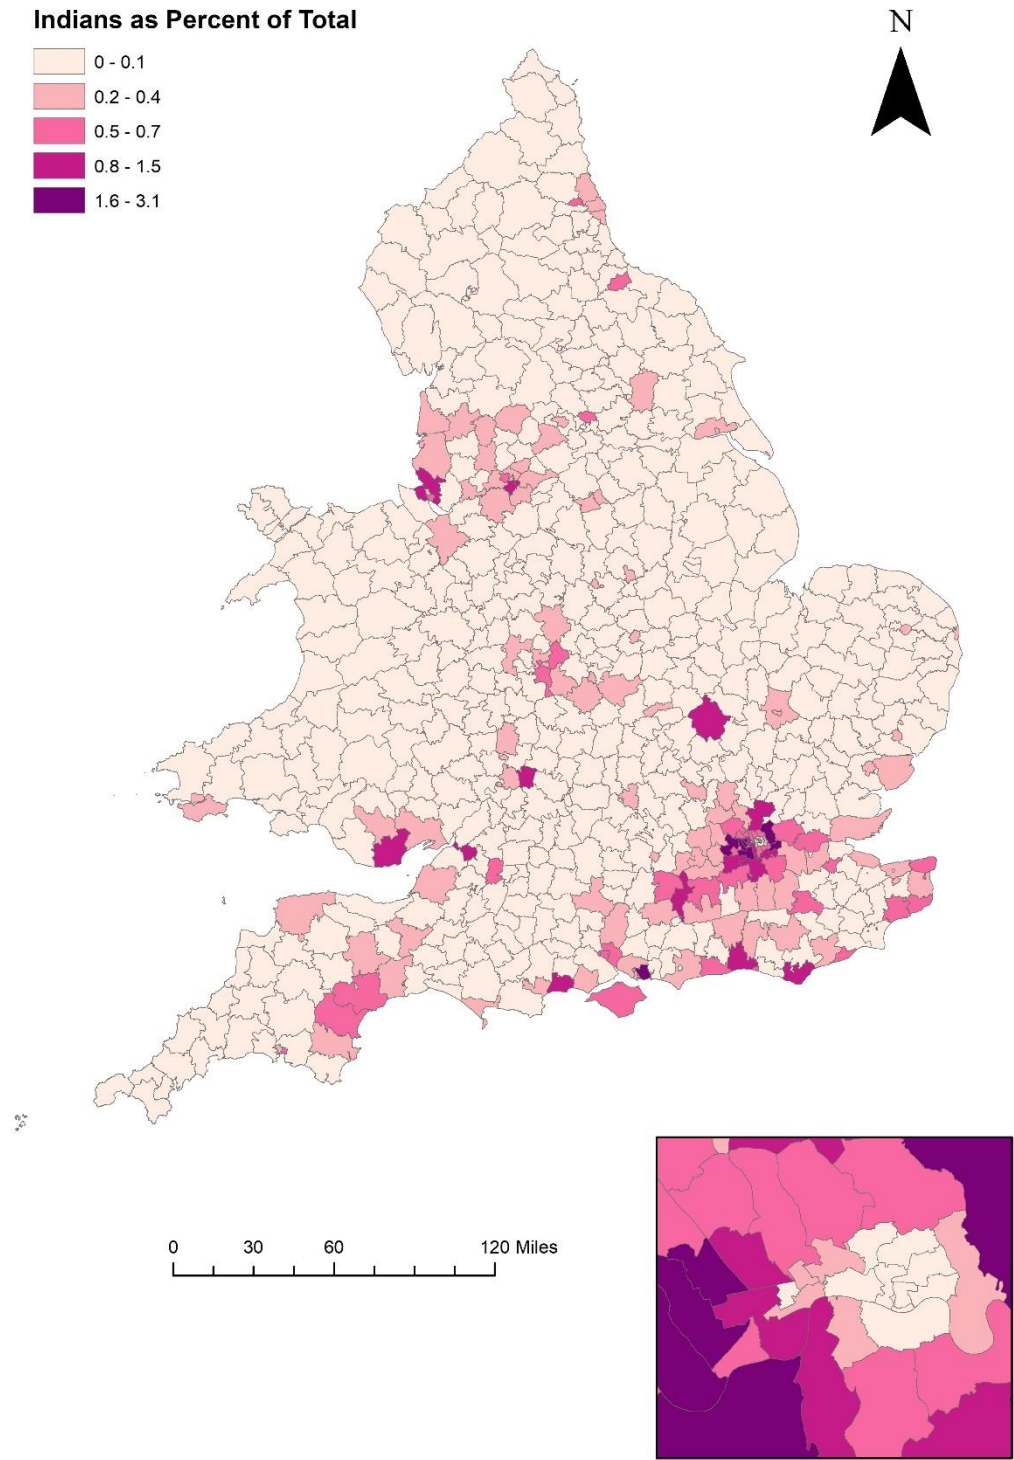 Indians as Percent of Total
0 - 0.1
0.2 - 0.4
0.5 - 0.7
0.8 - 1.5
1.6 - 3.1
N
0 30 60 120 Miles